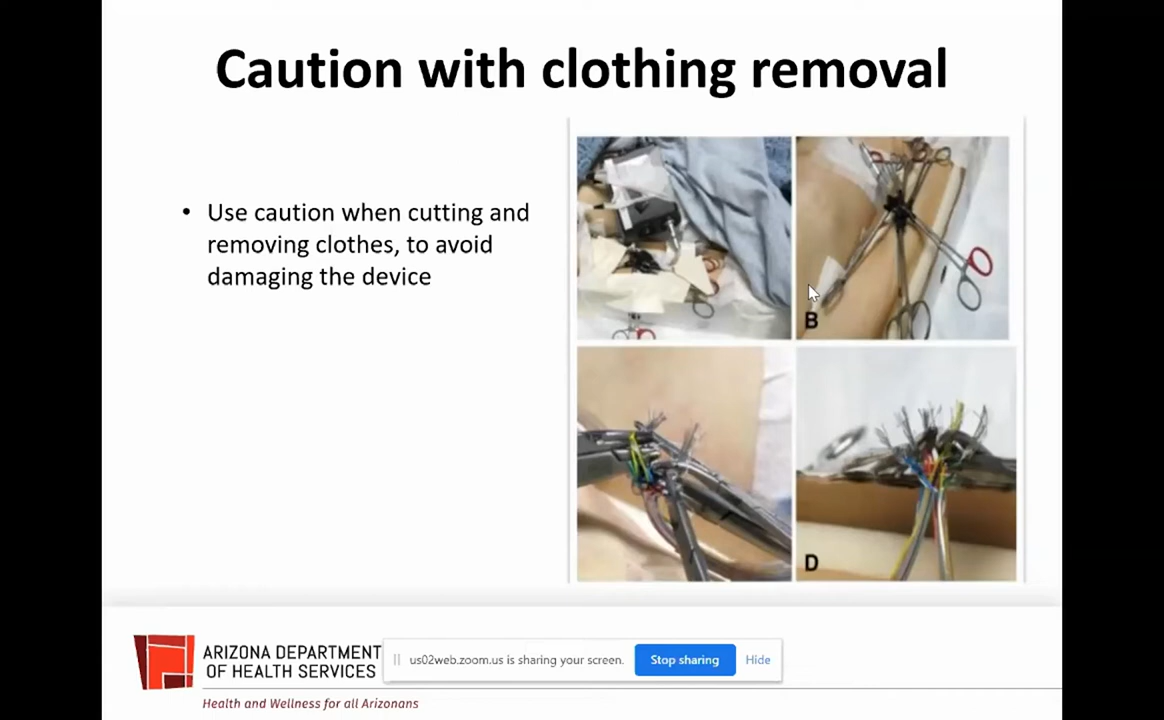 Caution with clothing removal
• Use caution when cutting and
removing clothes, to avoid
damaging the device
B
D
ARIZONA DEPARTMENT
OF HEALTH SERVICES
Health and Wellness for all Arizonans
us02web.zoom.us is sharing your screen.
Stop sharing
Hide